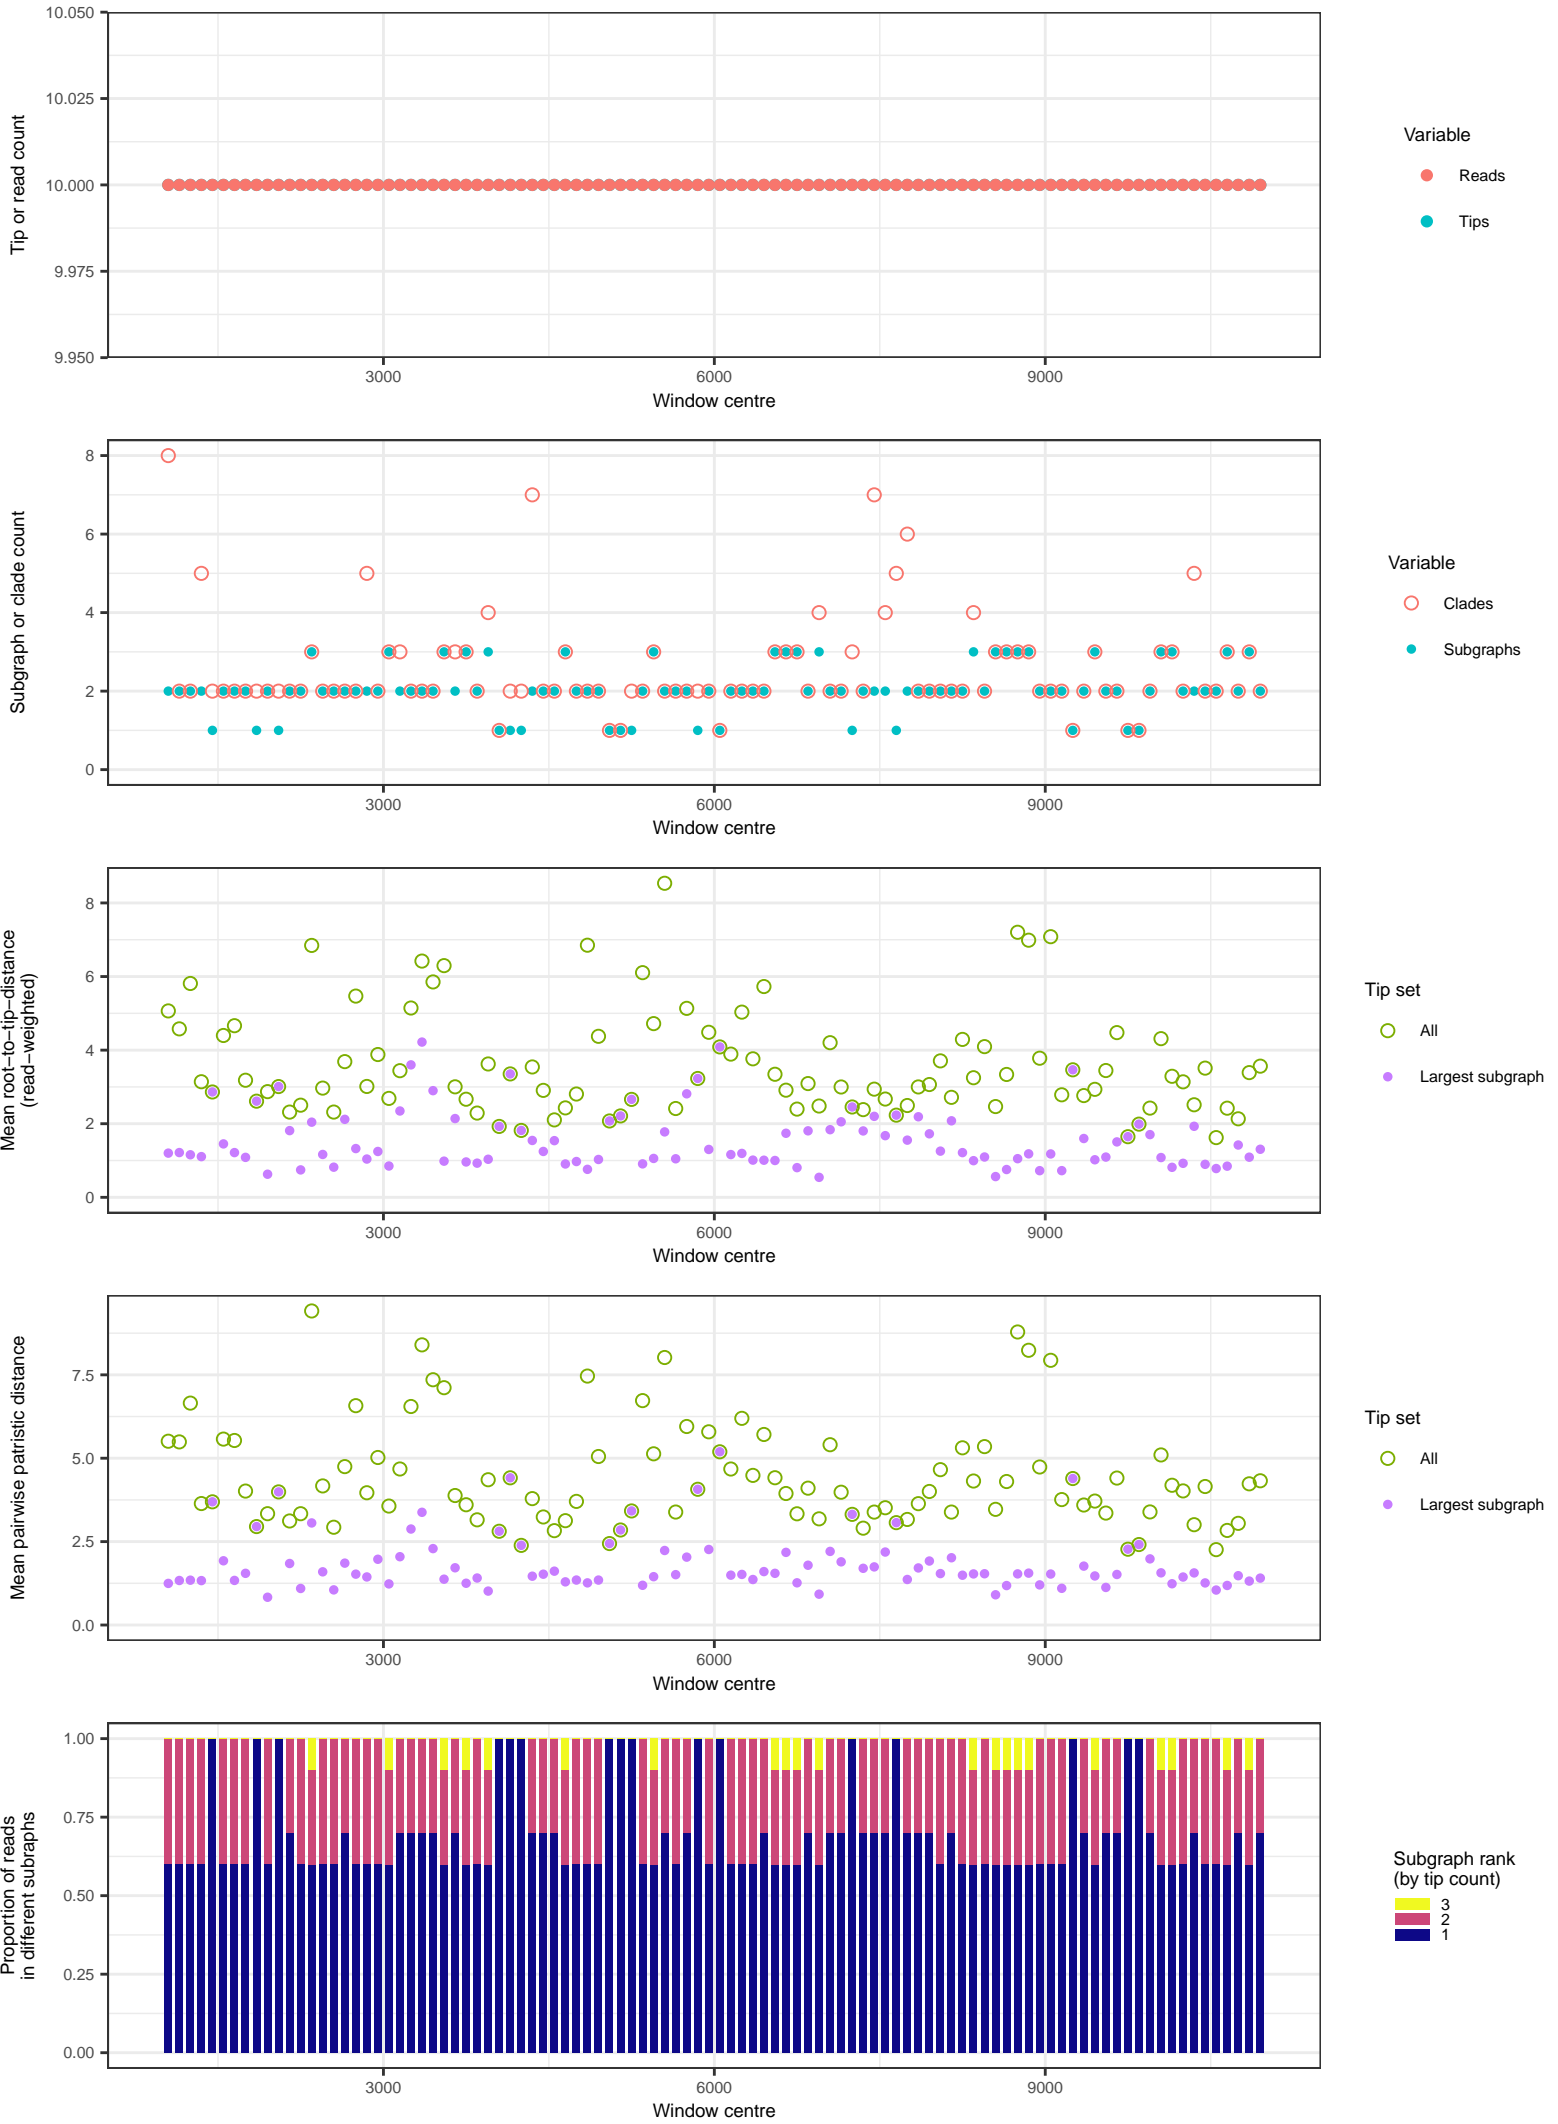 10.050
10.025
10.000
9.975
9.950
Tip or read count
3000 6000 9000
Window centre
Variable
Reads
Tips
8
6
4
2
0
Subgraph or clade count
3000 6000 9000
Window centre
Variable
Clades
Subgraphs
8
6
4
2
0
Mean root−to−tip−distance
(read−weighted)
3000 6000 9000
Window centre
Tip set
All
Largest subgraph
7.5
5.0
2.5
0.0
Mean pairwise patristic distance
3000 6000 9000
Window centre
Tip set
All
Largest subgraph
1.00
0.75
0.50
0.25
0.00
Proportion of reads
in different subraphs
3000 6000 9000
Window centre
Subgraph rank
(by tip count)
3
2
1